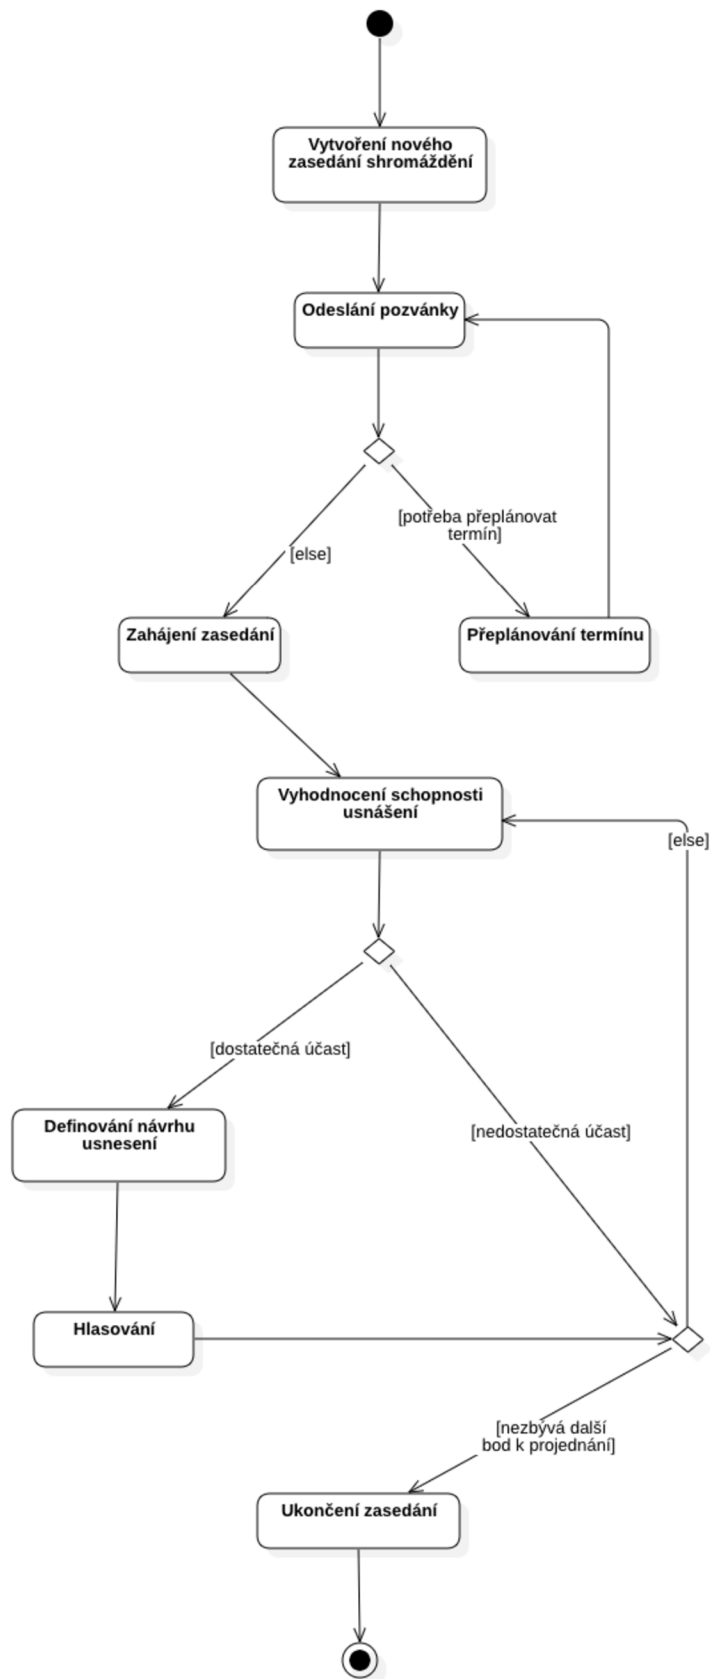 Vytvoření nového
zasedání shromáždění
Odeslání pozvánky
[potřeba přeplánovat
termín]
[else]
Zahájení zasedání
Přeplánování termínu
Vyhodnocení schopnosti
usnášení
[else]
[dostatečná účast]
Definování návrhu
usnesení
[nedostatečná účast]
Hlasování
[nezbývá další
bod k projednání]
Ukončení zasedání